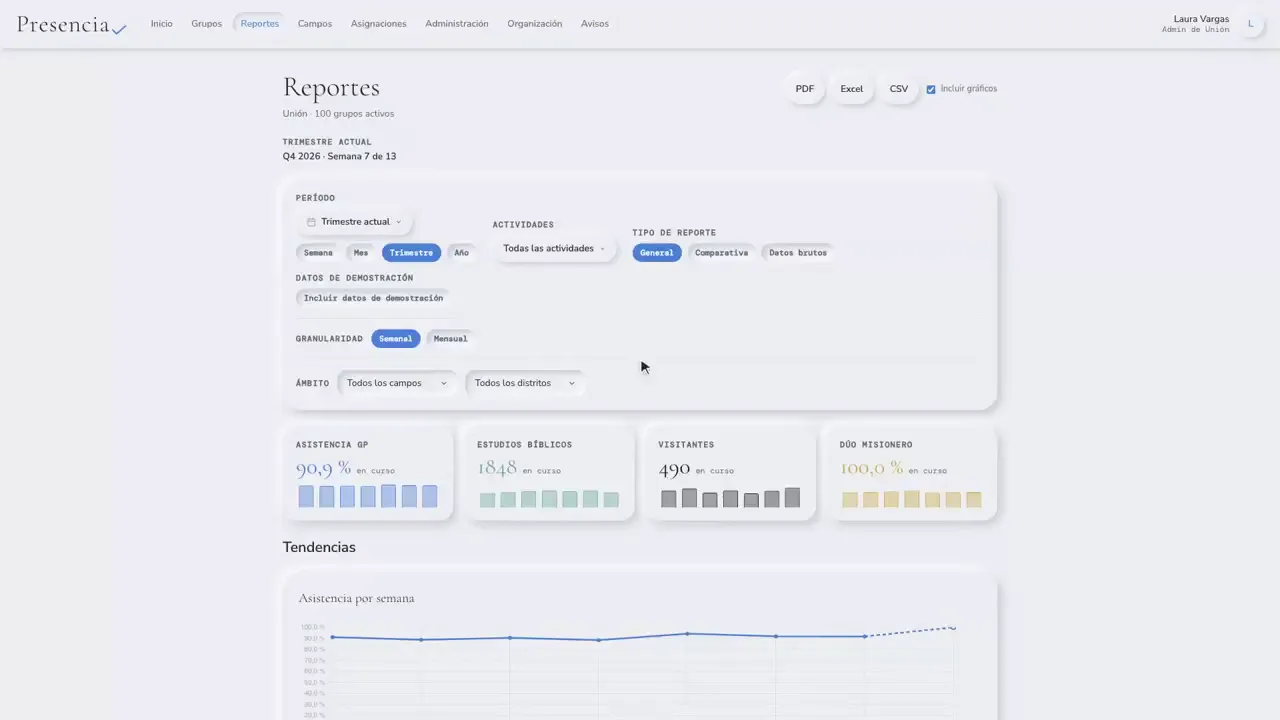 Presencia
Inicio Grupos Reportes Campos Asignaciones Administración Organización Avisos
Laura Vargas
Admin de Unión
L
Reportes
Unión · 100 grupos activos
PDF Excel CSV Incluir gráficos
TRIMESTRE ACTUAL
Q4 2026 · Semana 7 de 13
PERÍODO
Trimestre actual
Semana Mes Trimestre Año
ACTIVIDADES
Todas las actividades
TIPO DE REPORTE
General Comparativa Datos brutos
DATOS DE DEMOSTRACIÓN
Incluir datos de demostración
GRANULARIDAD Semanal Mensual
ÁMBITO Todos los campos Todos los distritos
ASISTENCIA GP
90,9 % en curso
ESTUDIOS BÍBLICOS
1848 en curso
VISITANTES
490 en curso
DÚO MISIONERO
100,0 % en curso
Tendencias
Asistencia por semana
100,0 %
90,0 %
80,0 %
70,0 %
60,0 %
50,0 %
40,0 %
30,0 %
20,0 %